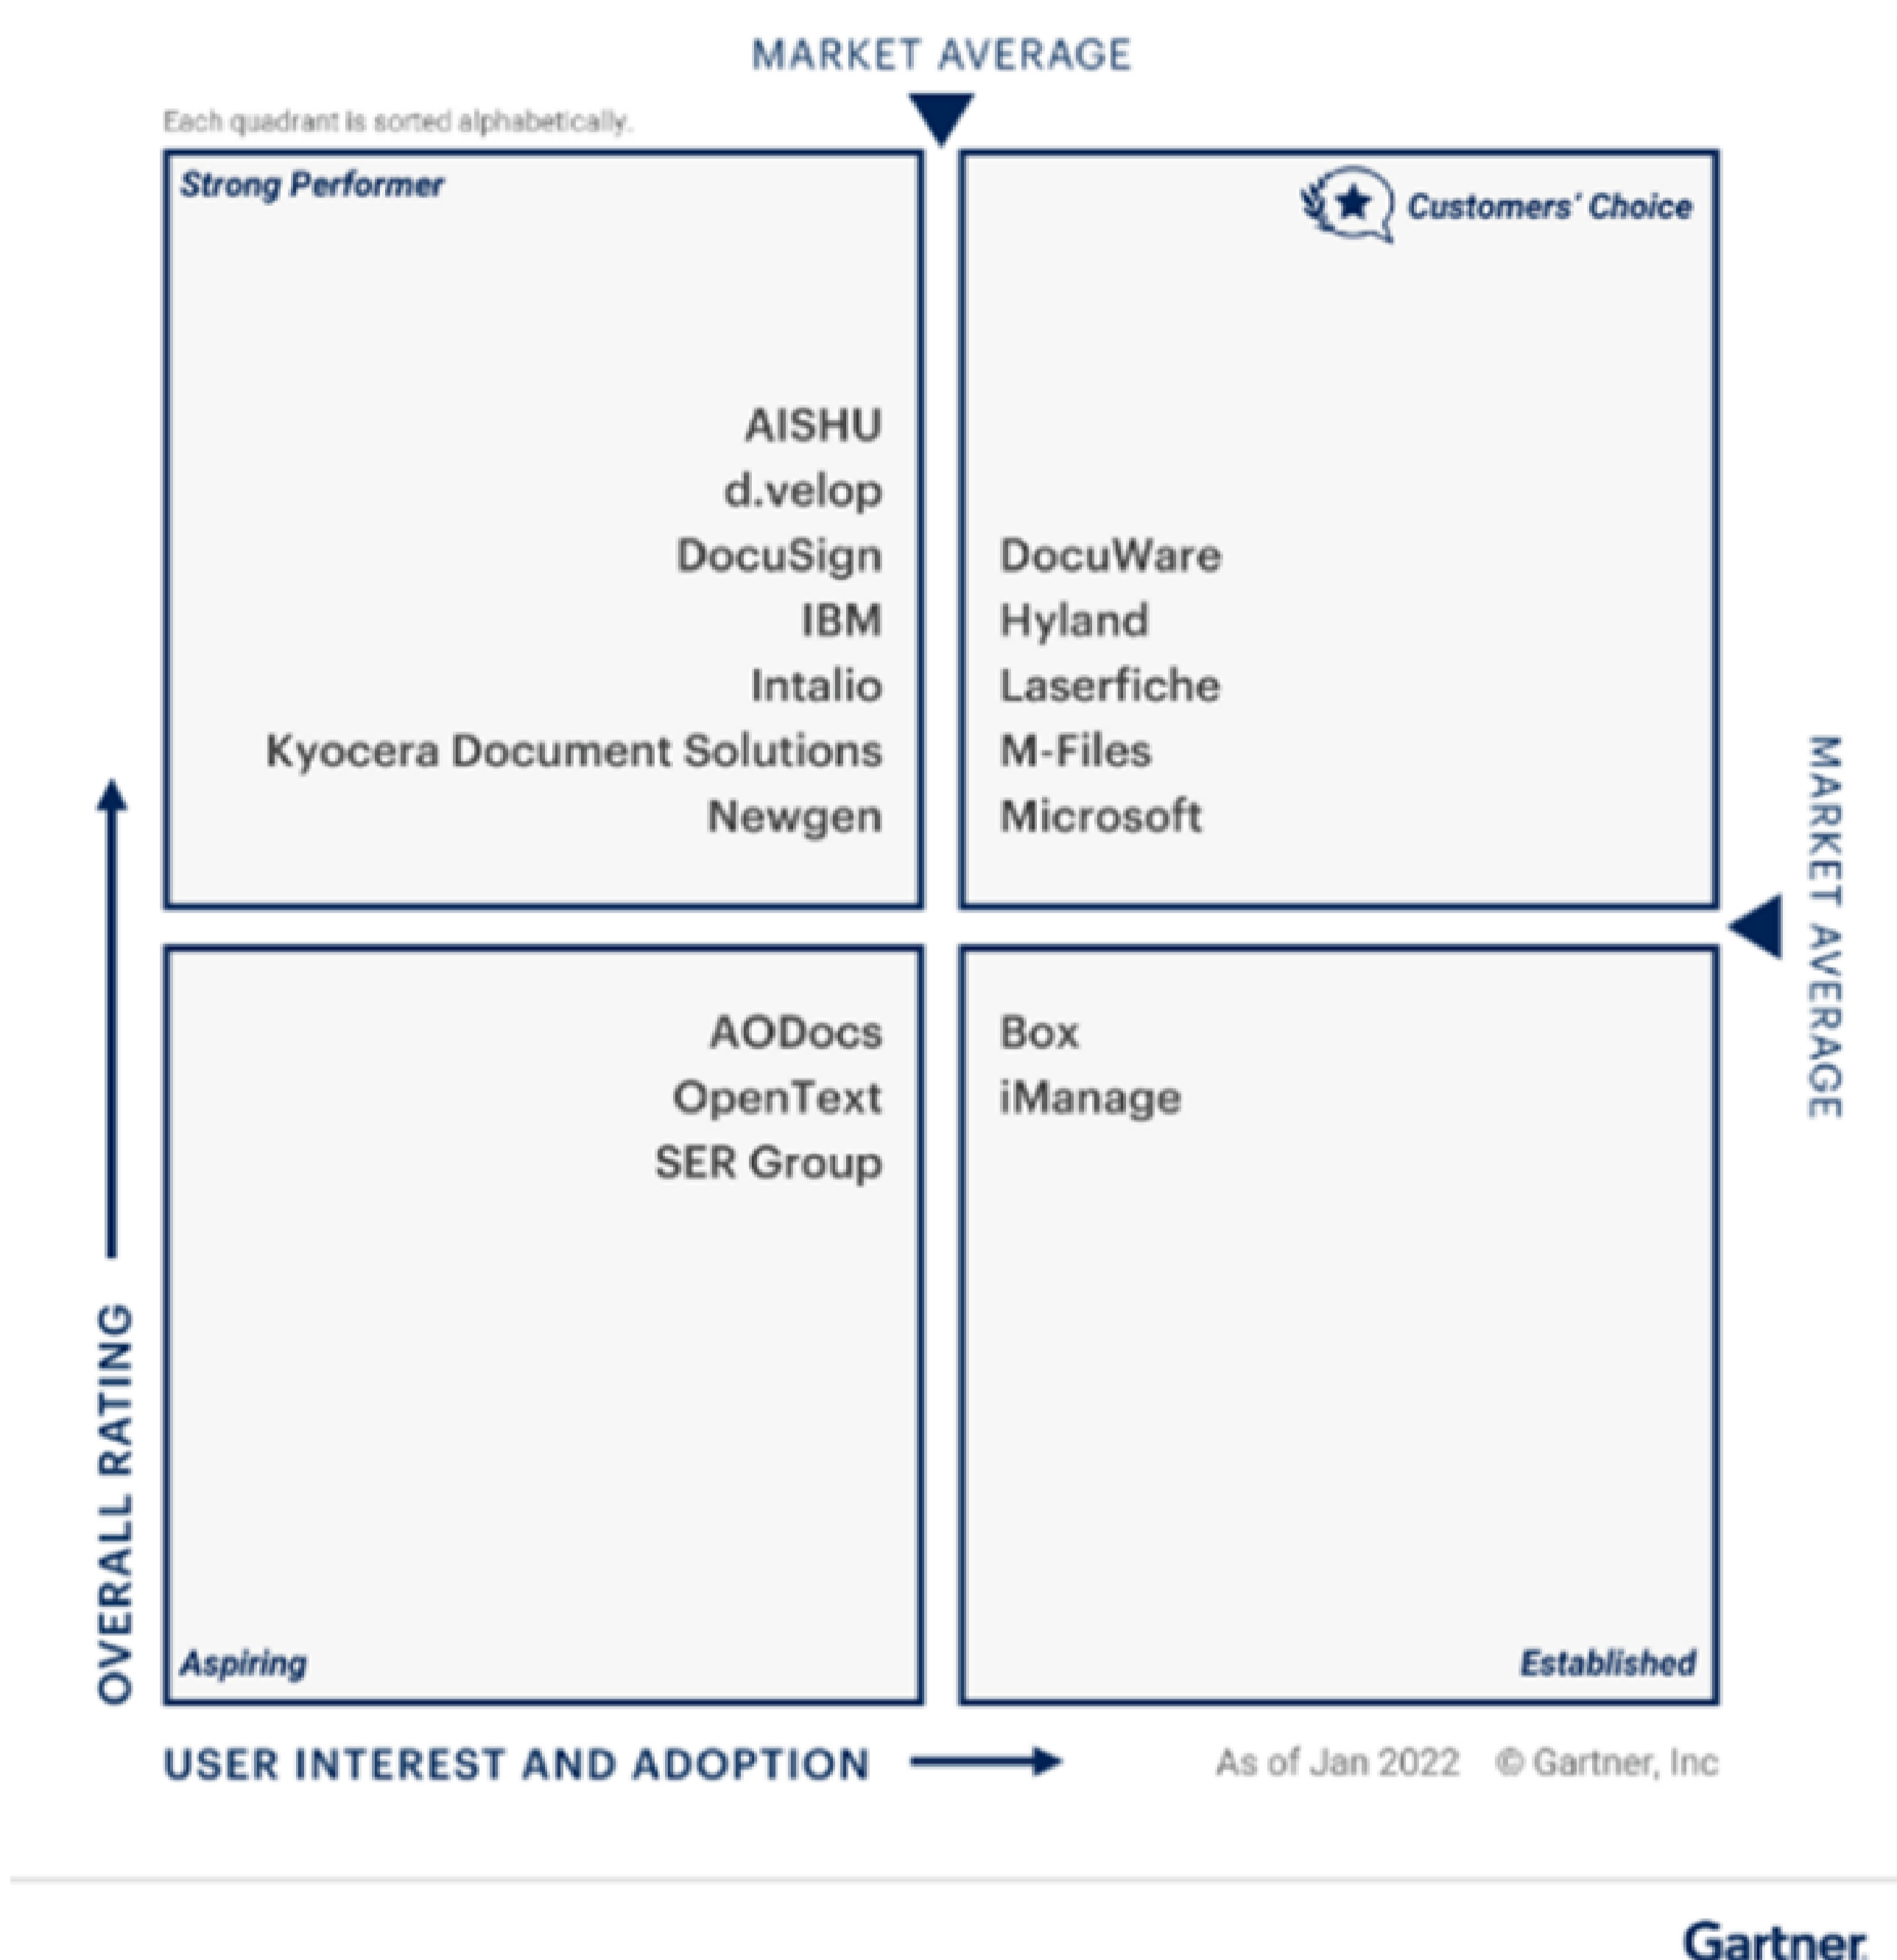 MARKET AVERAGE
Each quadrant is sorted alphabetically.
Strong Performer
AISHU
d.velop
DocuSign
IBM
Intalio
Kyocera Document Solutions
Newgen
Customers' Choice
DocuWare
Hyland
Laserfiche
M-Files
Microsoft
MARKET AVERAGE
OVERALL RATING
AODocs
OpenText
SER Group
Aspiring
Box
iManage
Established
USER INTEREST AND ADOPTION
As of Jan 2022 © Gartner, Inc
Gartner